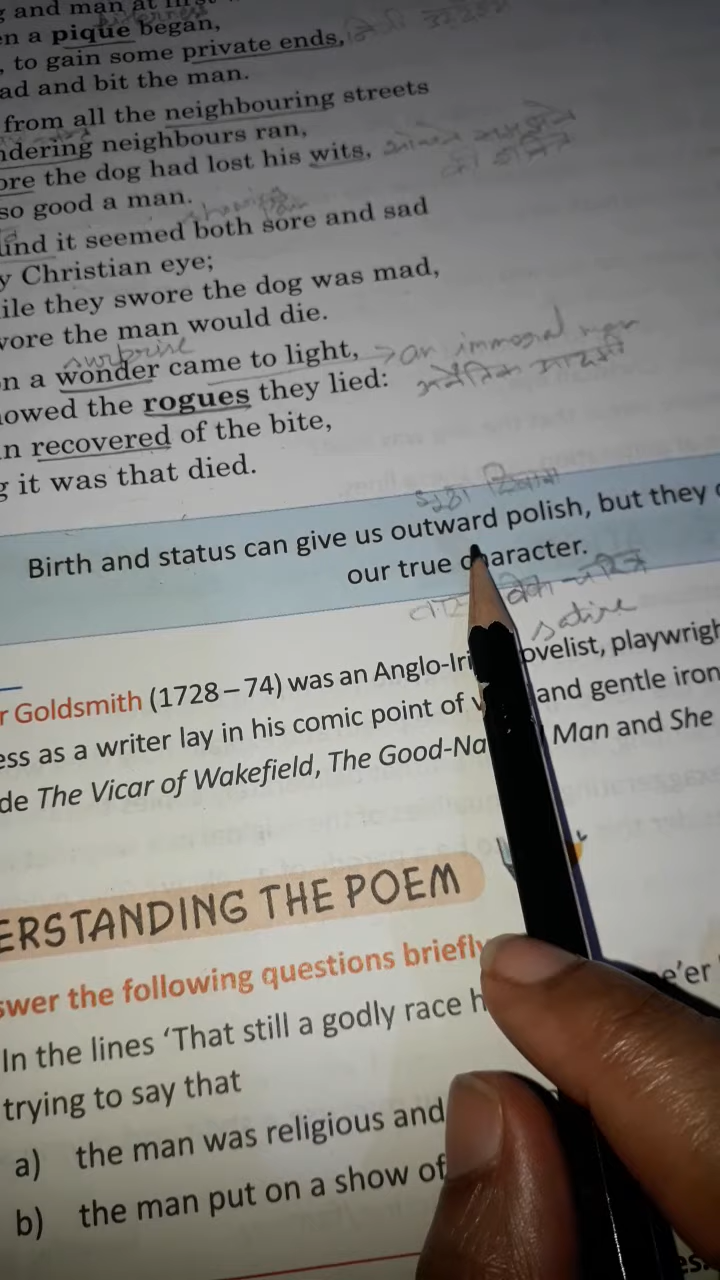 and man at first
en a pique began,
, to gain some private ends,
ad and bit the man.
from all the neighbouring streets
ndering neighbours ran,
ore the dog had lost his wits,
so good a man.
und it seemed both sore and sad
y Christian eye;
ile they swore the dog was mad,
wore the man would die.
surprise
n a wonder came to light, → an immoral man
owed the rogues they lied:
n recovered of the bite,
g it was that died.
Birth and status can give us outward polish, but they
our true character.
satire
r Goldsmith (1728–74) was an Anglo-Iri ovelist, playwrigh
ess as a writer lay in his comic point of v and gentle iron
de The Vicar of Wakefield, The Good-Na Man and She
ERSTANDING THE POEM
swer the following questions briefly
In the lines ‘That still a godly race h e'er
trying to say that
a) the man was religious and
b) the man put on a show of